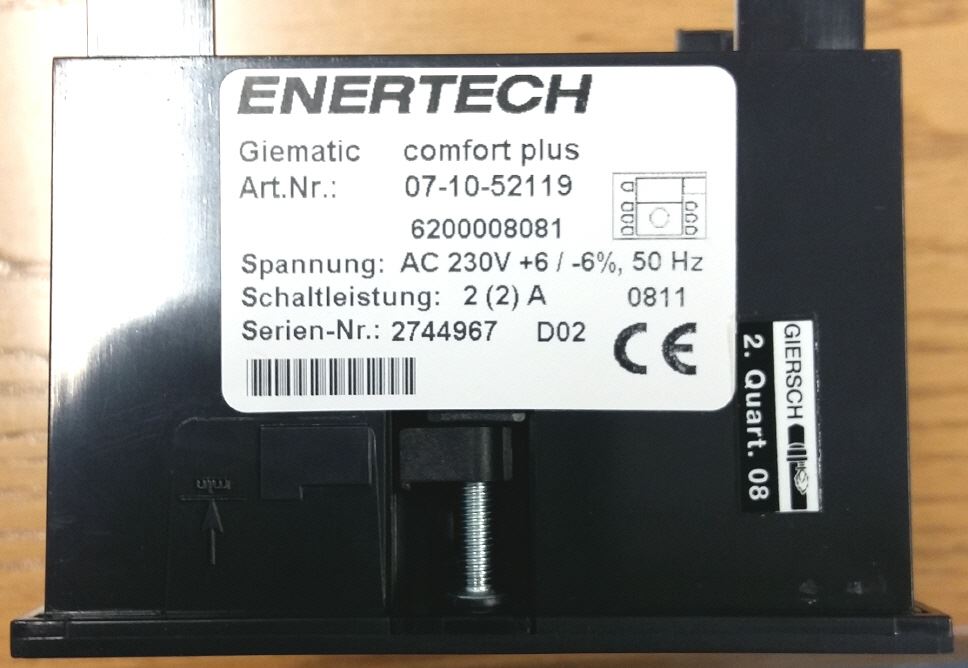 ENERTECH
Giematic comfort plus
Art.Nr.: 07-10-52119
6200008081
Spannung: AC 230V +6 / -6%, 50 Hz
Schaltleistung: 2 (2) A 0811
Serien-Nr.: 2744967 D02
CE
GIERSCH
2. Quart. 08
min